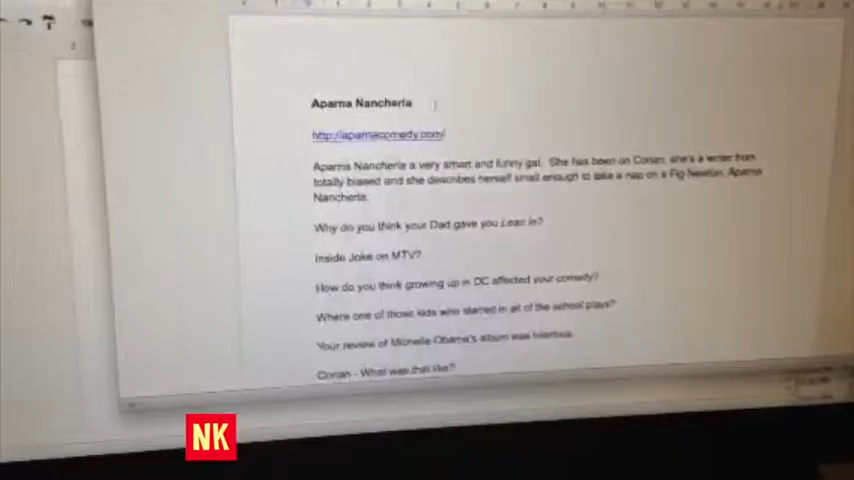 Aparna Nancherla
http://aparnacomedy.com/
Aparna Nancherla a very smart and funny gal. She has been on Conan, she's a writer from
totally biased and she describes herself small enough to take a nap on a Fig Newton, Aparna
Nancherla.
Why do you think your Dad gave you Lean in?
Inside Joke on MTV?
How do you think growing up in DC affected your comedy?
Where one of those kids who starred in all of the school plays?
Your review of Michelle Obama's album was hilarious.
Conan - What was that like?
NK